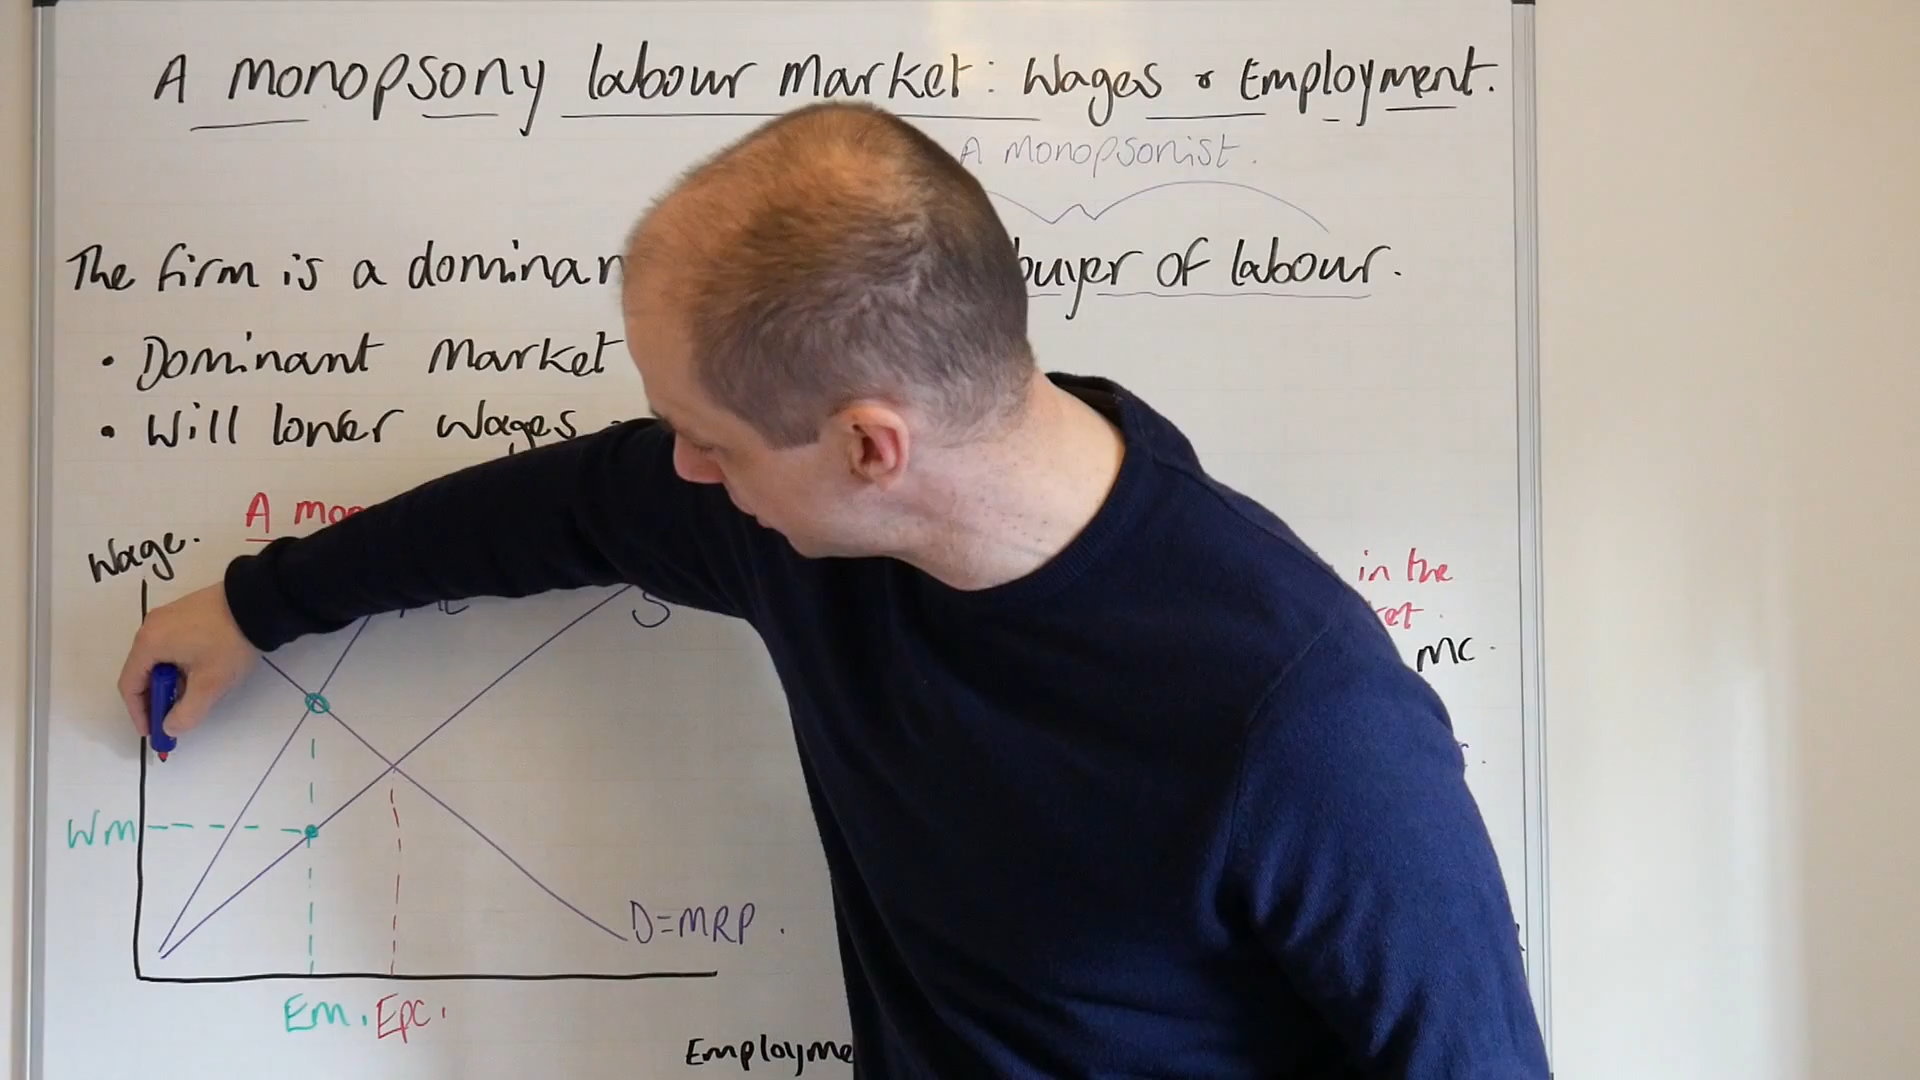 A monopsony labour market: Wages & Employment.
A monopsonist.
The firm is a dominan buyer of labour.
• Dominant market
• Will lower wages
A mo
in the
Wage.
MC.
S
Wm
D=MRP.
Em. Epc.
Employme